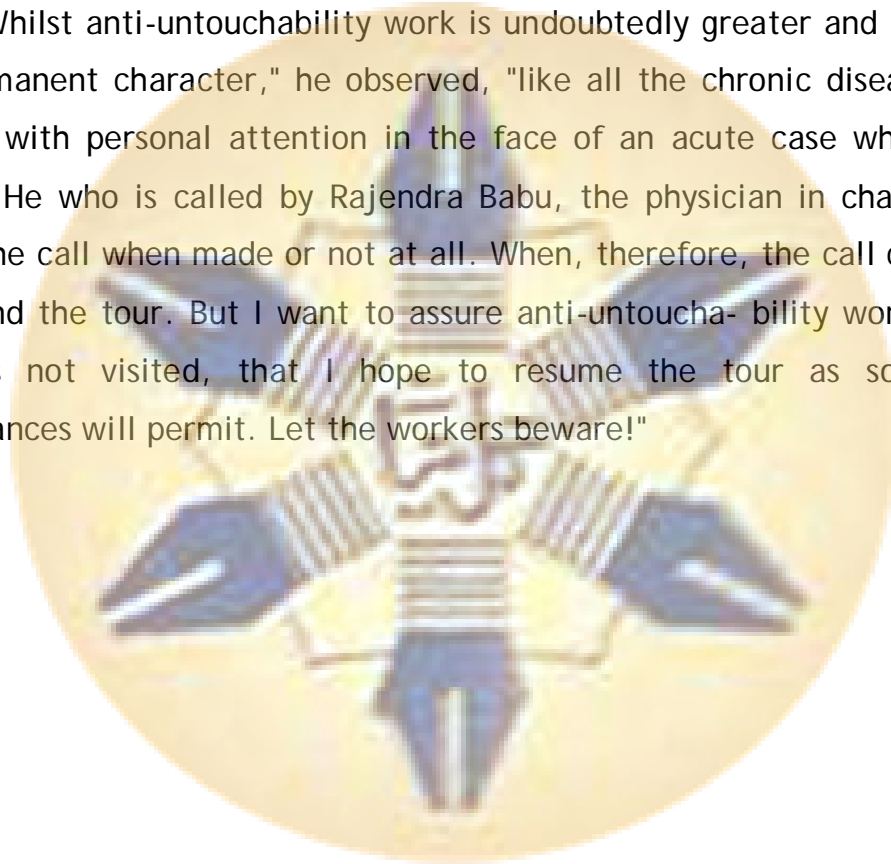 Whilst anti-untouchability work is undoubtedly greater and
manent character," he observed, "like all the chronic disea
with personal attention in the face of an acute case wh
He who is called by Rajendra Babu, the physician in cha
he call when made or not at all. When, therefore, the call c
nd the tour. But I want to assure anti-untoucha- bility wor
s not visited, that I hope to resume the tour as so
ances will permit. Let the workers beware!"